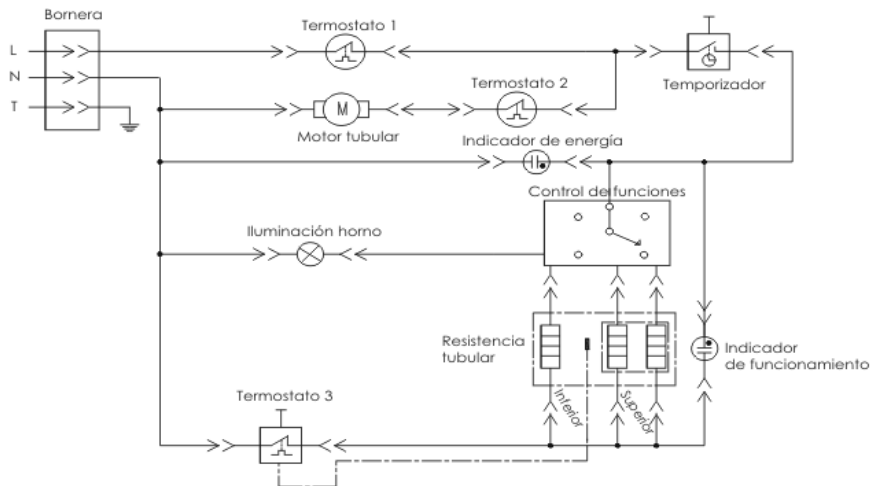 Bornera
Termostato 1
L
N
T
Temporizador
Termostato 2
M
Motor tubular
Indicador de energía
Control de funciones
Iluminación horno
Resistencia
tubular
Indicador
de funcionamiento
Inferior
Superior
Termostato 3